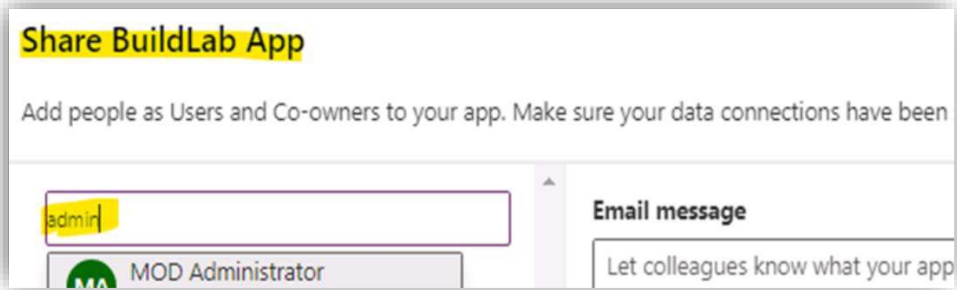 Share BuildLab App
Add people as Users and Co-owners to your app. Make sure your data connections have been
admin
Email message
MA
MOD Administrator
Let colleagues know what your app